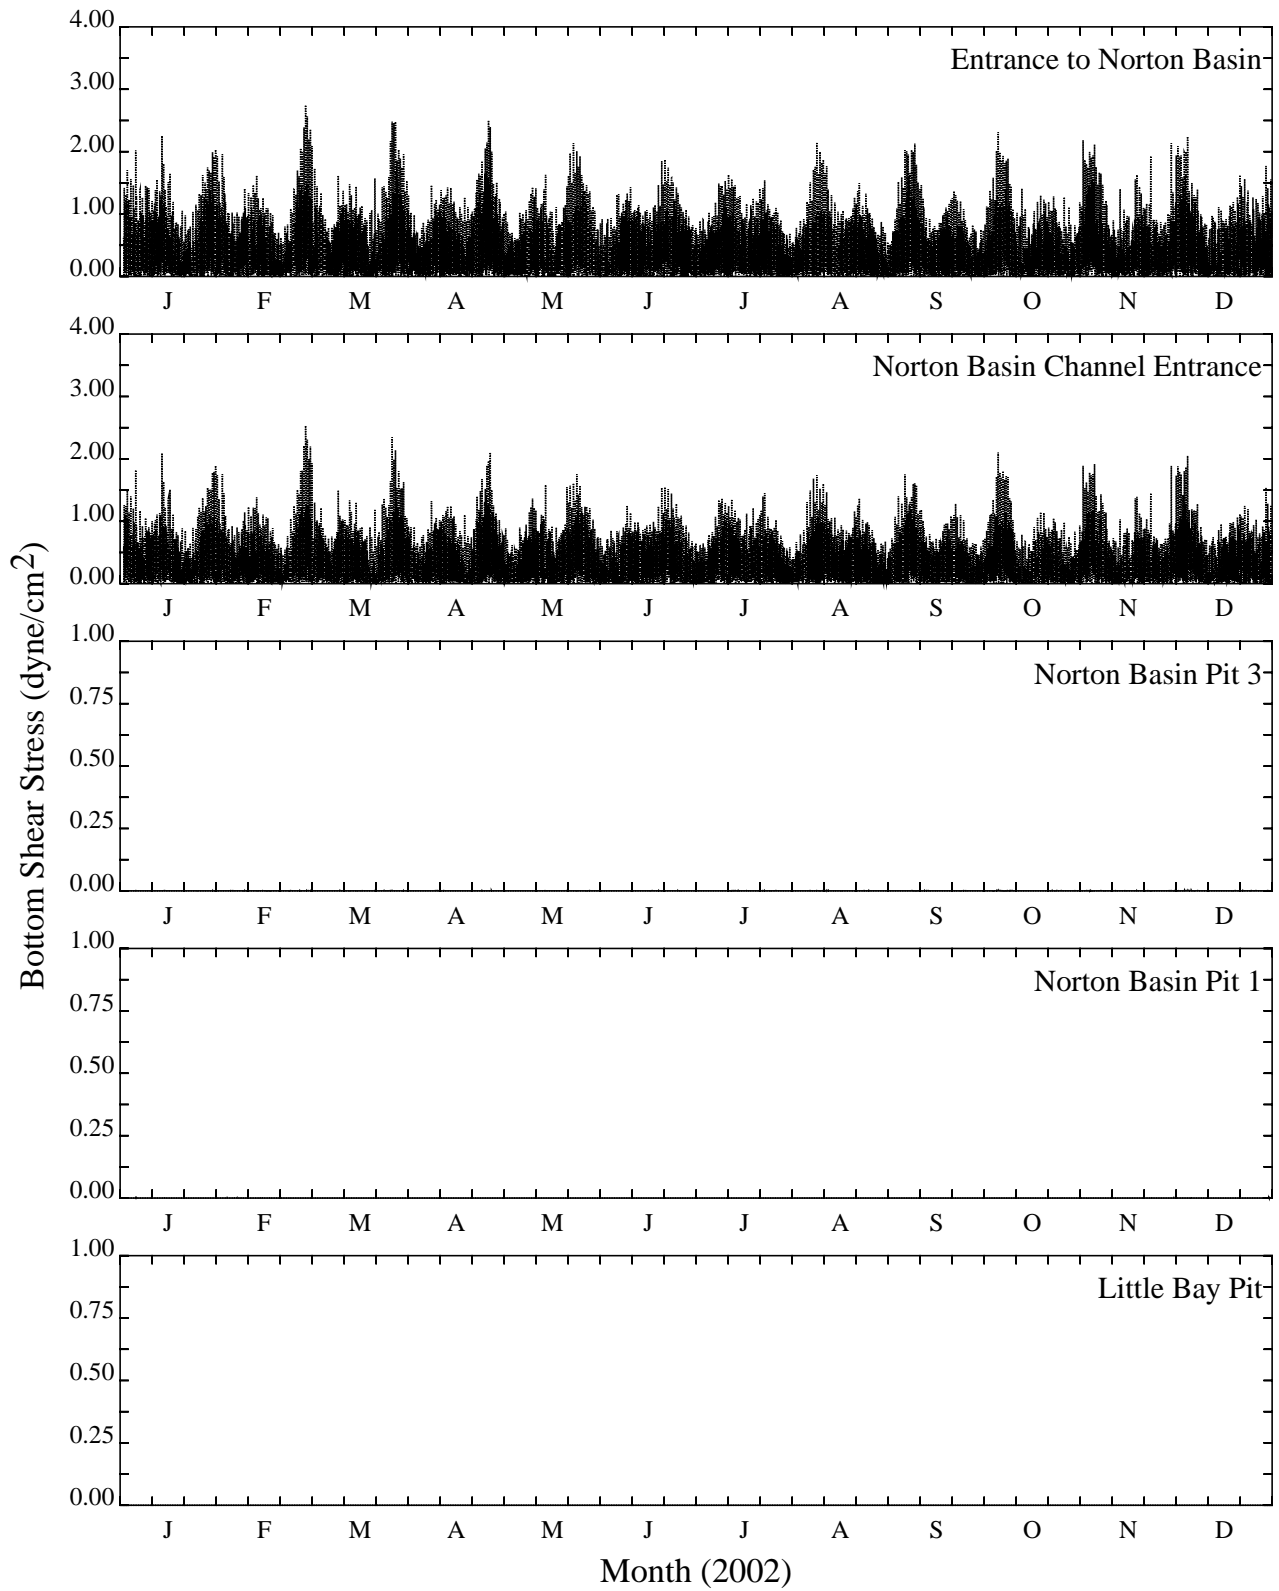 Bottom Shear Stress (dyne/cm2)
4.00
3.00
2.00
1.00
0.00
Entrance to Norton Basin
J F M A M J J A S O N D
4.00
3.00
2.00
1.00
0.00
Norton Basin Channel Entrance
J F M A M J J A S O N D
1.00
0.75
0.50
0.25
0.00
Norton Basin Pit 3
J F M A M J J A S O N D
1.00
0.75
0.50
0.25
0.00
Norton Basin Pit 1
J F M A M J J A S O N D
1.00
0.75
0.50
0.25
0.00
Little Bay Pit
J F M A M J J A S O N D
Month (2002)